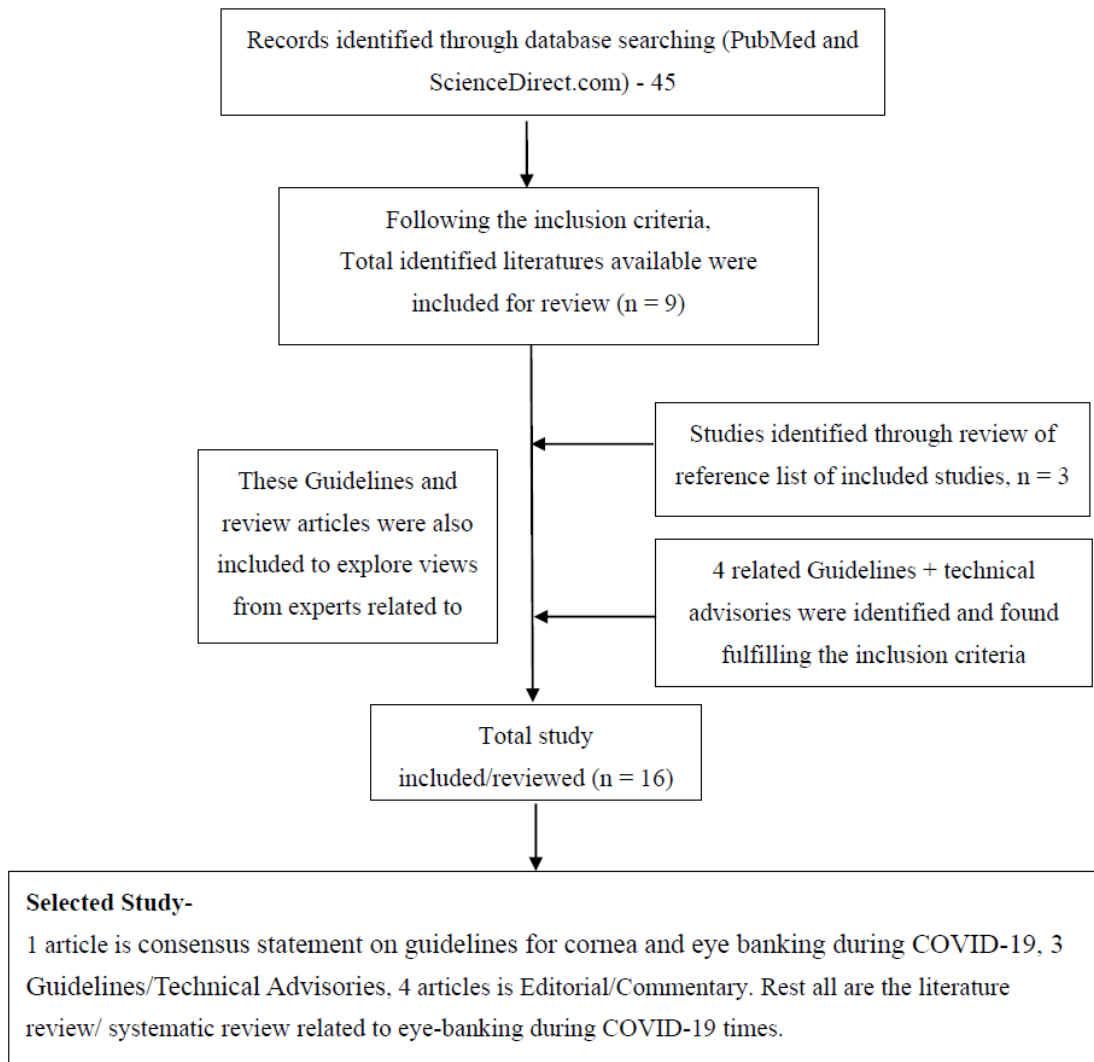 Records identified through database searching (PubMed and
ScienceDirect.com) - 45
Following the inclusion criteria,
Total identified literatures available were
included for review (n = 9)
Studies identified through review of
reference list of included studies, n = 3
These Guidelines and
review articles were also
included to explore views
from experts related to
4 related Guidelines + technical
advisories were identified and found
fulfilling the inclusion criteria
Total study
included/reviewed (n = 16)
Selected Study-
1 article is consensus statement on guidelines for cornea and eye banking during COVID-19, 3
Guidelines/Technical Advisories, 4 articles is Editorial/Commentary. Rest all are the literature
review/ systematic review related to eye-banking during COVID-19 times.